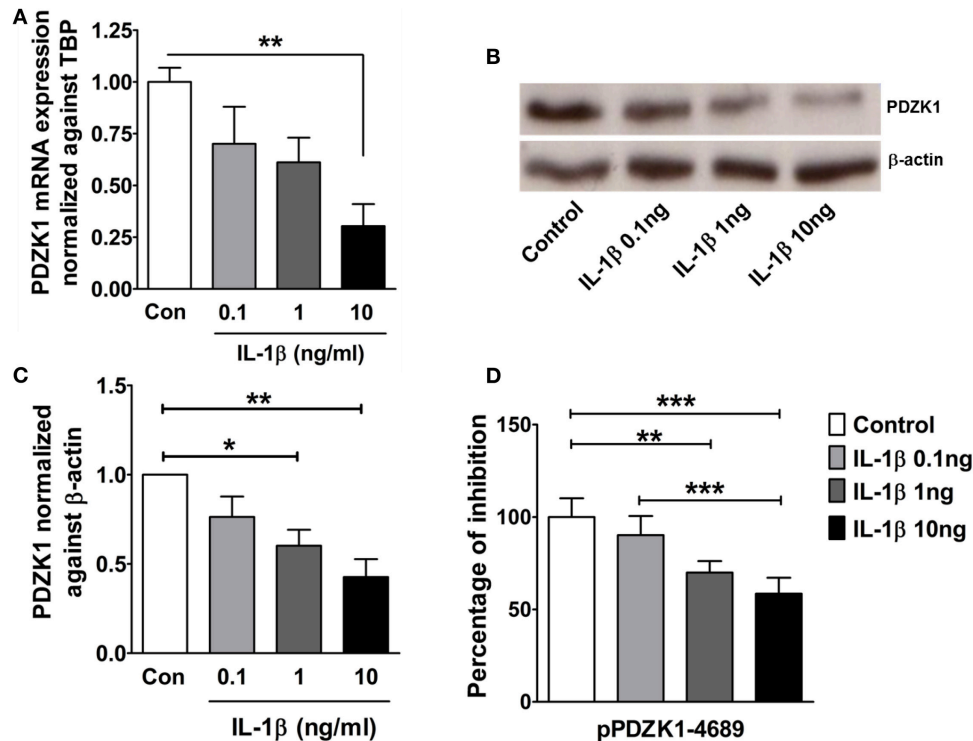 A
PDZK1 mRNA expression
normalized against TBP
1.25
1.00
0.75
0.50
0.25
0.00
**
Con
0.1
1
10
IL-1β (ng/ml)
B
PDZK1
β-actin
Control
IL-1β 0.1ng
IL-1β 1ng
IL-1β 10ng
C
PDZK1 normalized
against β-actin
1.5
1.0
0.5
0.0
**
*
Con
0.1
1
10
IL-1β (ng/ml)
D
Percentage of inhibition
150
100
50
0
***
**
***
pPDZK1-4689
Control
IL-1β 0.1ng
IL-1β 1ng
IL-1β 10ng